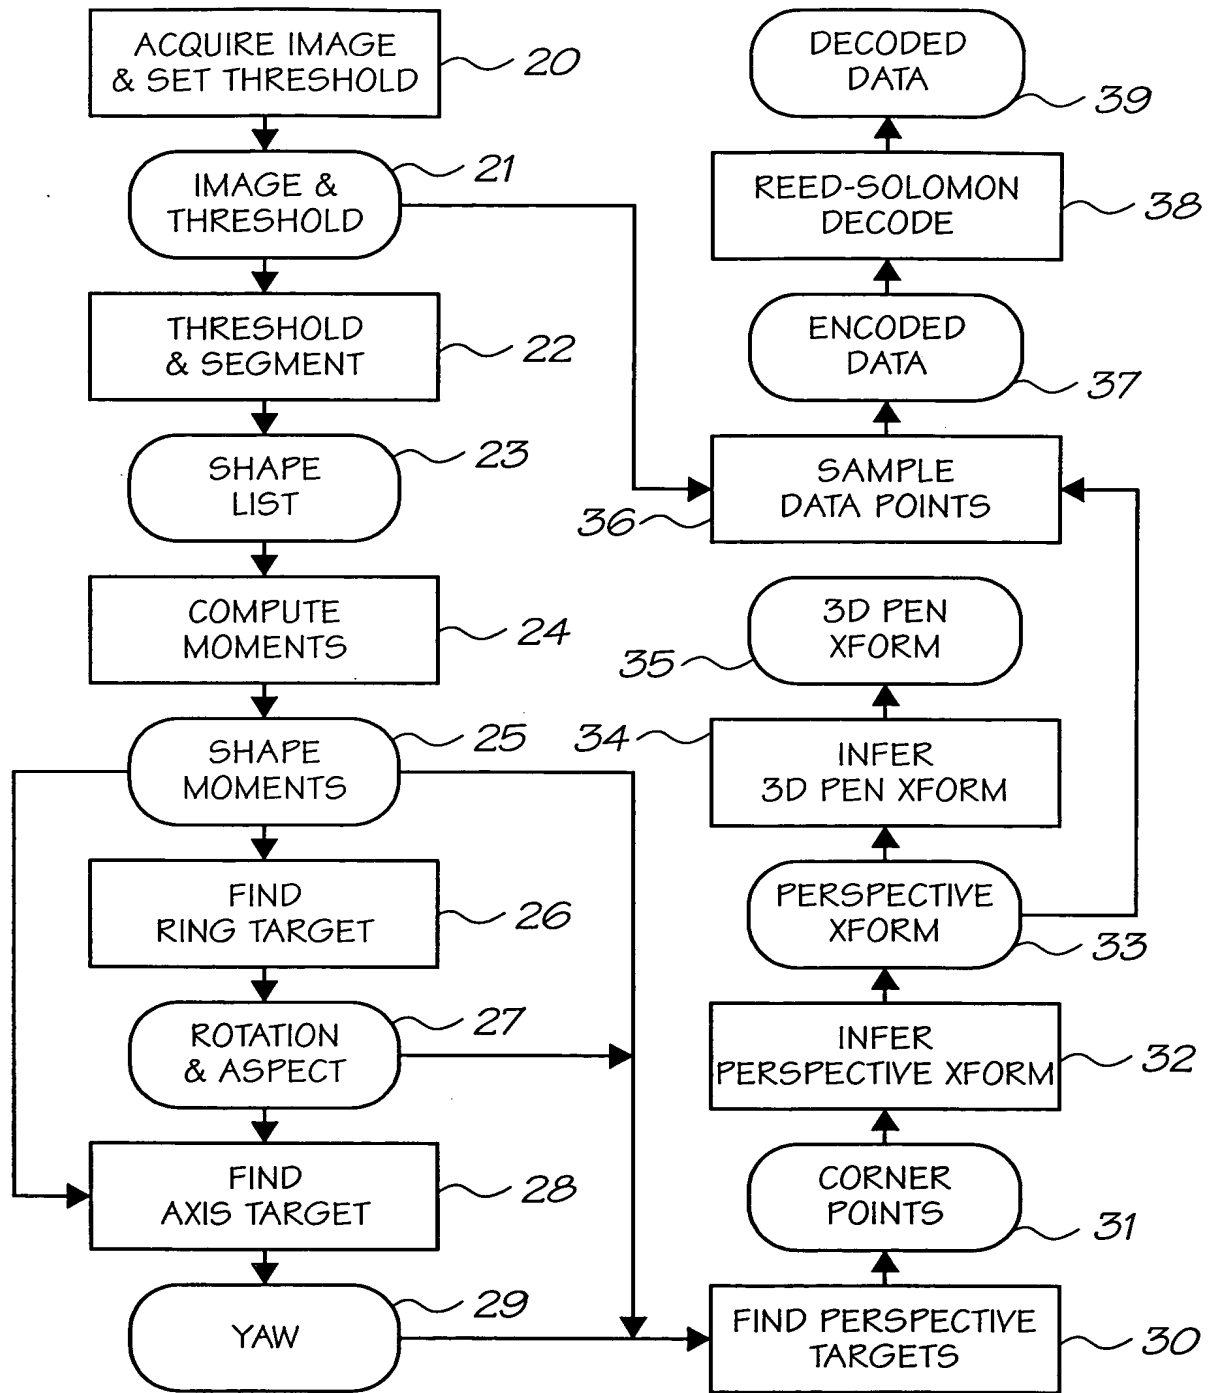 ACQUIRE IMAGE
& SET THRESHOLD
20
IMAGE &
THRESHOLD
21
THRESHOLD
& SEGMENT
22
SHAPE
LIST
23
COMPUTE
MOMENTS
24
SHAPE
MOMENTS
25
FIND
RING TARGET
26
ROTATION
& ASPECT
27
FIND
AXIS TARGET
28
YAW
29
DECODED
DATA
39
REED-SOLOMON
DECODE
38
ENCODED
DATA
37
SAMPLE
DATA POINTS
36
3D PEN
XFORM
35
34
INFER
3D PEN XFORM
PERSPECTIVE
XFORM
33
INFER
PERSPECTIVE XFORM
32
CORNER
POINTS
31
FIND PERSPECTIVE
TARGETS
30